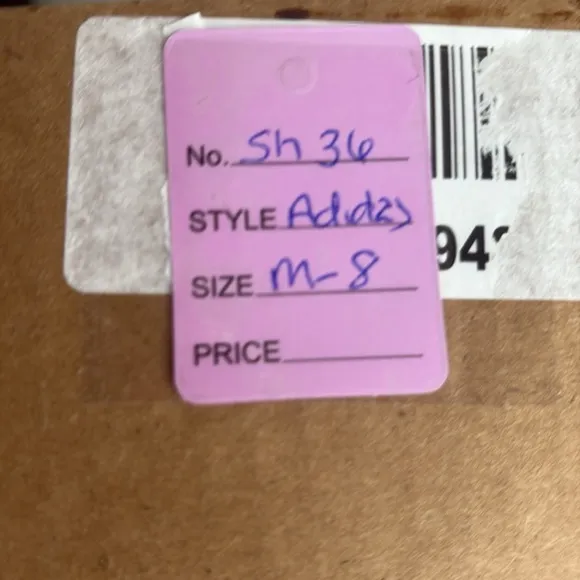 No. Sh 36
STYLE Adidas
SIZE M-8
PRICE
94